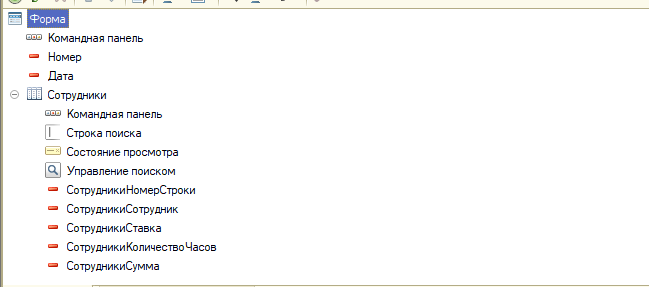 Форма
Командная панель
Номер
Дата
Сотрудники
Командная панель
Строка поиска
Состояние просмотра
Управление поиском
СотрудникиНомерСтроки
СотрудникиСотрудник
СотрудникиСтавка
СотрудникиКоличествоЧасов
СотрудникиСумма